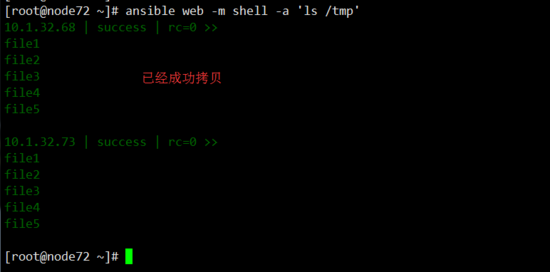 [root@node72 ~]# ansible web -m shell -a 'ls /tmp'
10.1.32.68 | success | rc=0 >>
file1
file2
file3
已经成功拷贝
file4
file5
10.1.32.73 | success | rc=0 >>
file1
file2
file3
file4
file5
[root@node72 ~]#